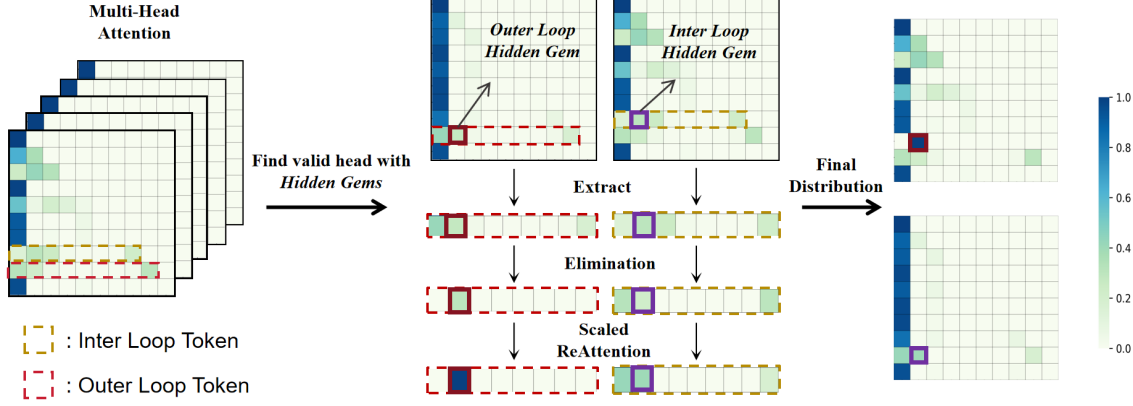 Multi-Head
Attention
Find valid head with
Hidden Gems
: Inter Loop Token
: Outer Loop Token
Outer Loop
Hidden Gem
Inter Loop
Hidden Gem
Extract
Elimination
Scaled
ReAttention
Final
Distribution
1.0
0.8
0.6
0.4
0.2
0.0